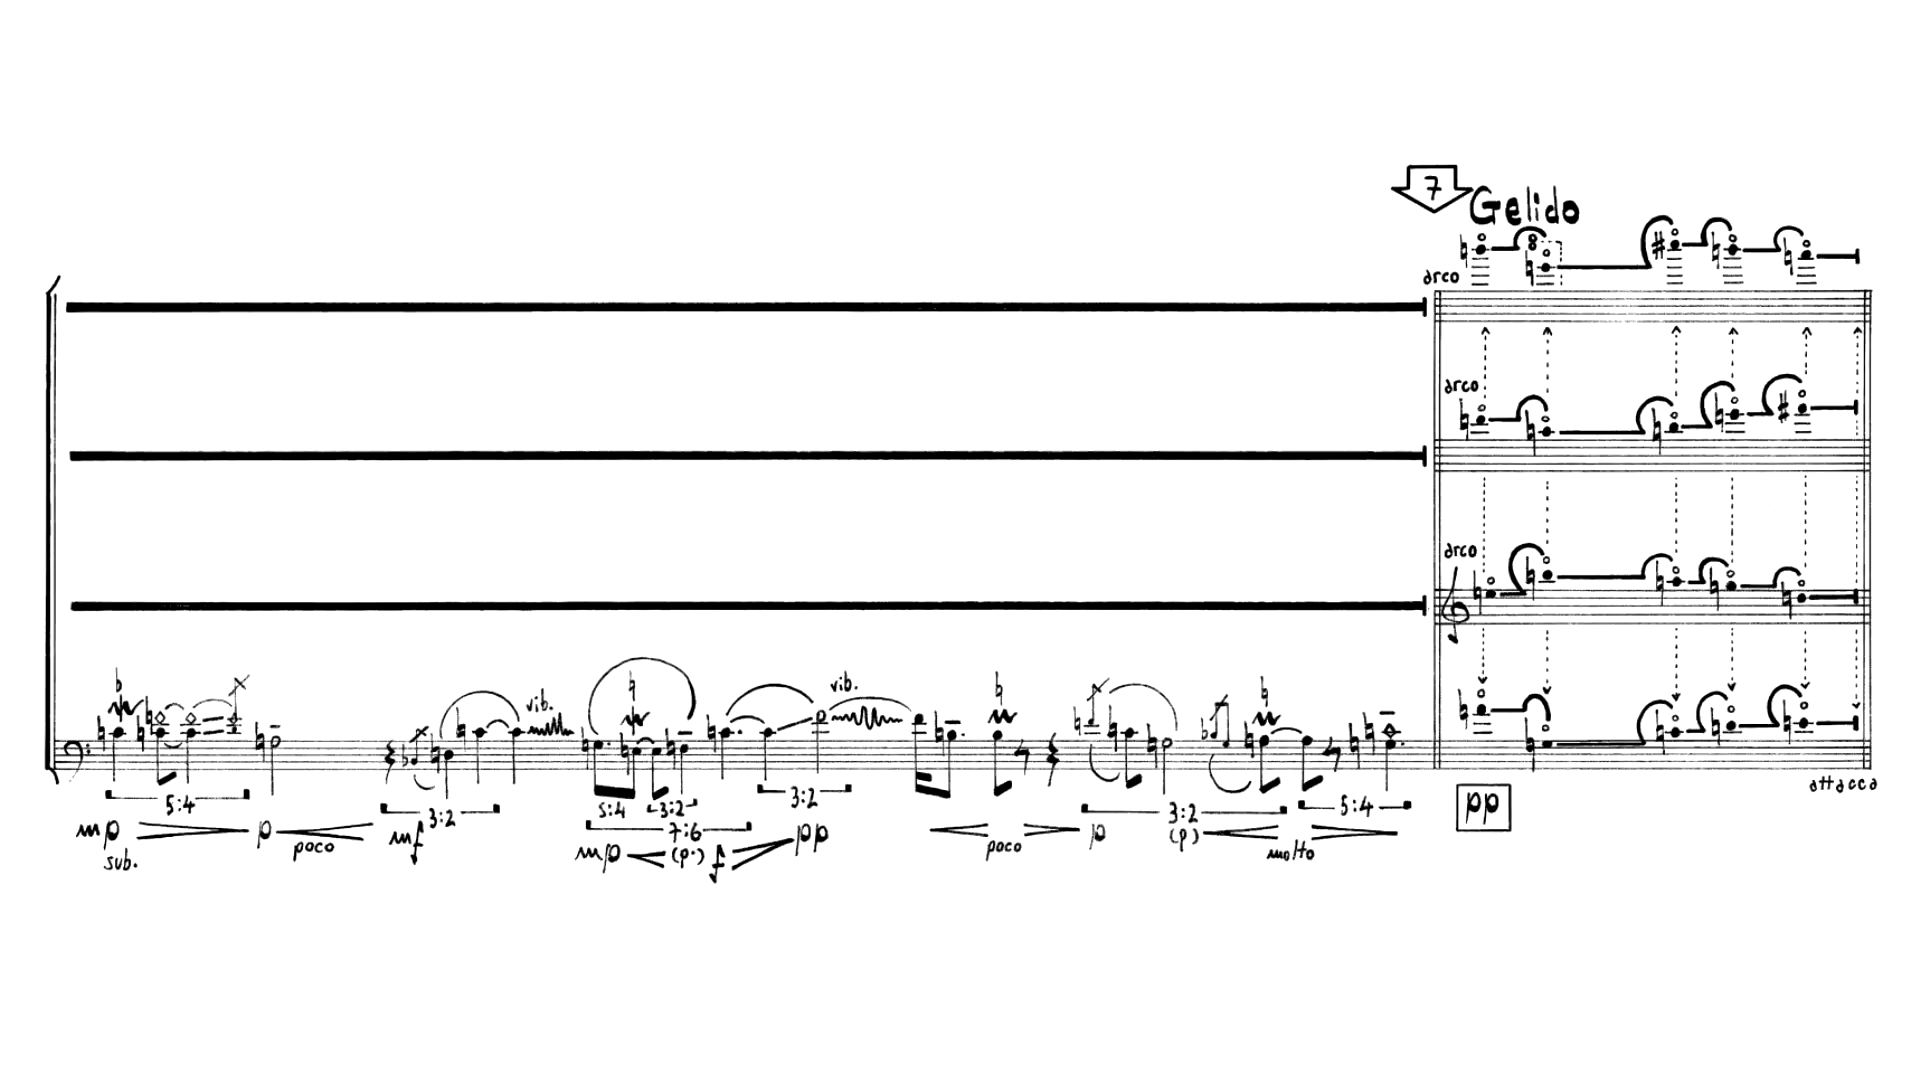 7
Gelido
arco
arco
arco
vib.
vib.
5:4
3:2
5:4
3:2
7:6
3:2
3:2
5:4
mp
sub.
p
poco
mf
mp
(p.)
f
pp
poco
p
(p)
molto
pp
attacca